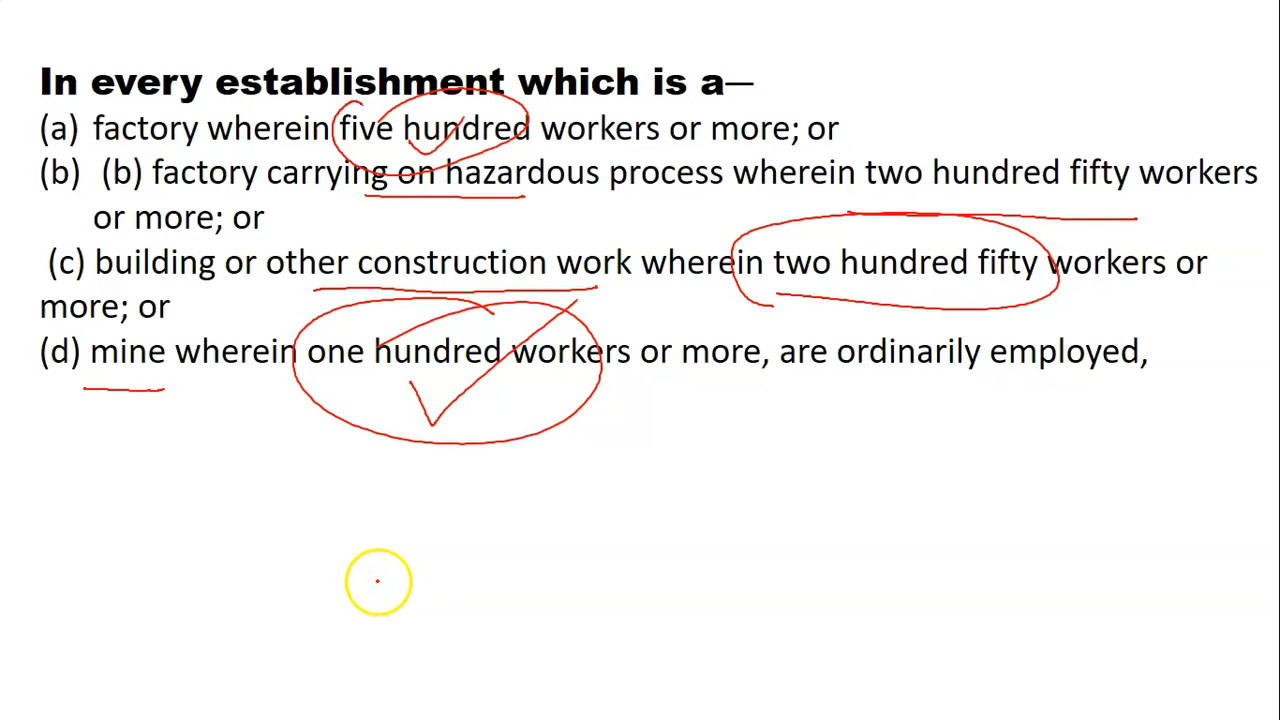 In every establishment which is a—
(a) factory wherein five hundred workers or more; or
(b) (b) factory carrying on hazardous process wherein two hundred fifty workers
or more; or
(c) building or other construction work wherein two hundred fifty workers or
more; or
(d) mine wherein one hundred workers or more, are ordinarily employed,